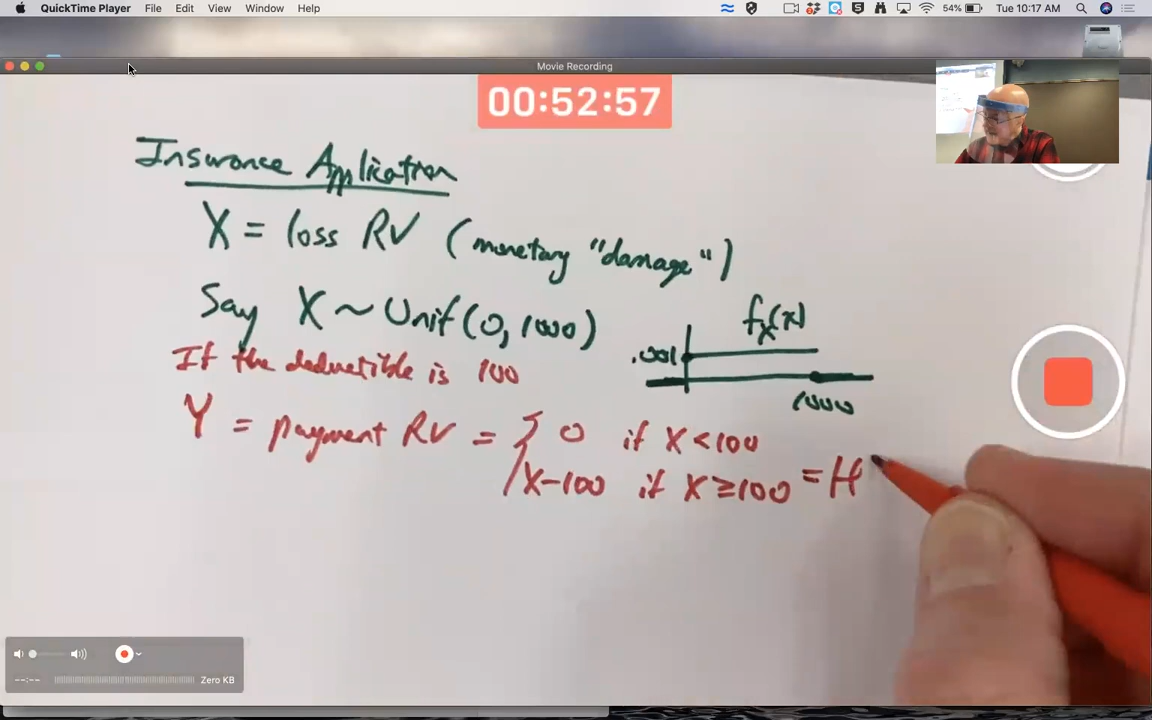 QuickTime Player File Edit View Window Help 54% Tue 10:17 AM
Movie Recording
00:52:57
Insurance Application
X = loss RV (monetary "damage")
Say X ~ Unif(0, 1000)
fX(x)
.001
1000
If the deductible is 100
Y = payment RV = { 0 if X < 100
X-100 if X ≥ 100 = H
--:-- Zero KB